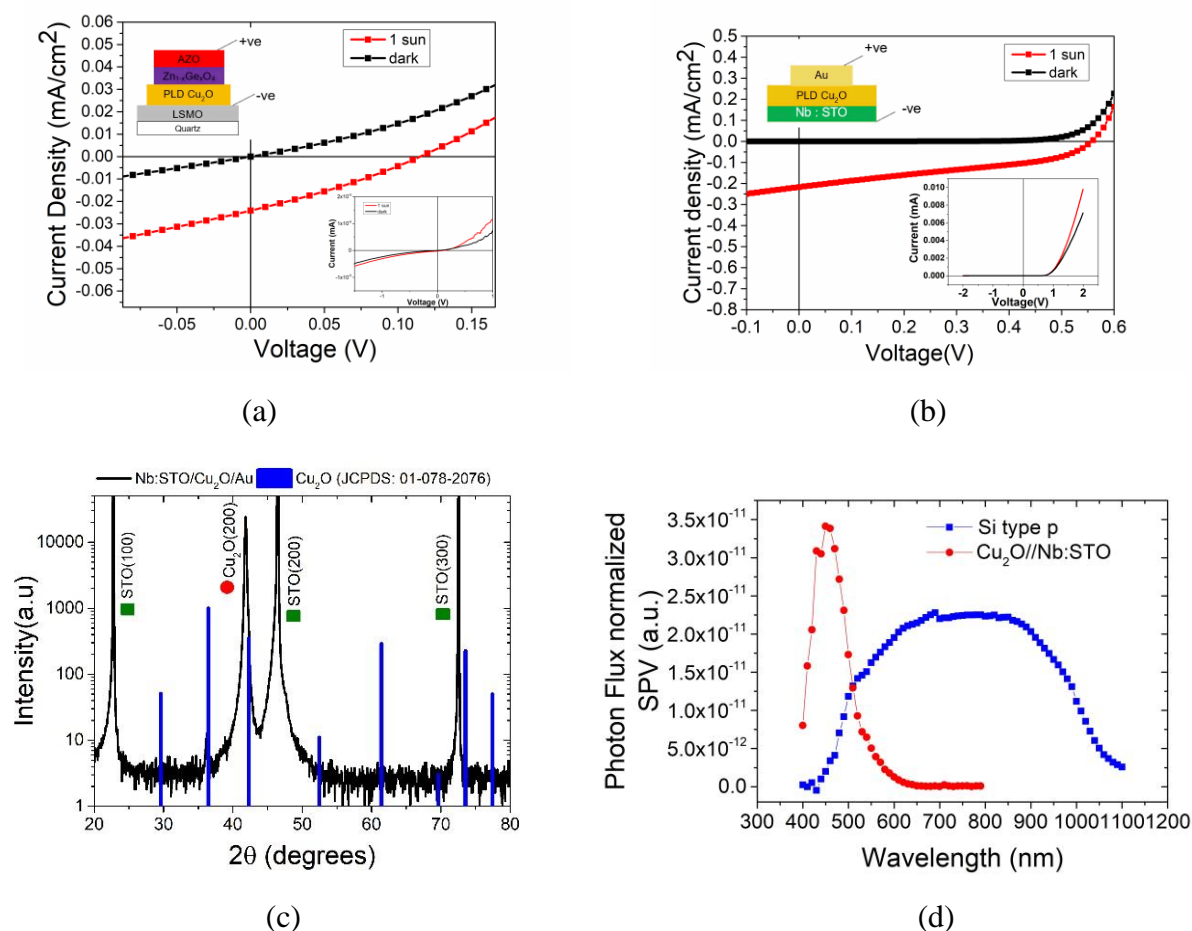 0.06
0.05
0.04
0.03
0.02
0.01
0.00
-0.01
-0.02
-0.03
-0.04
-0.05
-0.06
Current Density (mA/cm²)
+ve
AZO
Zn₁₋ₓGeₓOᵟ
PLD Cu₂O
-ve
LSMO
Quartz
1 sun
dark
Current (mA)
1 sun
dark
0
-1 0 1
Voltage (V)
-0.05 0.00 0.05 0.10 0.15
Voltage (V)
(a)
0.5
0.4
0.3
0.2
0.1
0.0
-0.1
-0.2
-0.3
-0.4
-0.5
-0.6
-0.7
-0.8
Current density (mA/cm²)
+ve
Au
PLD Cu₂O
Nb : STO
-ve
1 sun
dark
0.010
0.008
0.006
0.004
0.002
0.000
Current (mA)
-2 -1 0 1 2
Voltage(V)
-0.1 0.0 0.1 0.2 0.3 0.4 0.5 0.6
Voltage(V)
(b)
Nb:STO/Cu₂O/Au Cu₂O (JCPDS: 01-078-2076)
10000
1000
100
10
1
Intensity(a.u)
STO(100)
Cu₂O(200)
STO(200)
STO(300)
20 30 40 50 60 70 80
2θ (degrees)
(c)
3.5x10⁻¹¹
3.0x10⁻¹¹
2.5x10⁻¹¹
2.0x10⁻¹¹
1.5x10⁻¹¹
1.0x10⁻¹¹
5.0x10⁻¹²
0.0
Photon Flux normalized
SPV (a.u.)
Si type p
Cu₂O//Nb:STO
300 400 500 600 700 800 900 1000 1100 1200
Wavelength (nm)
(d)